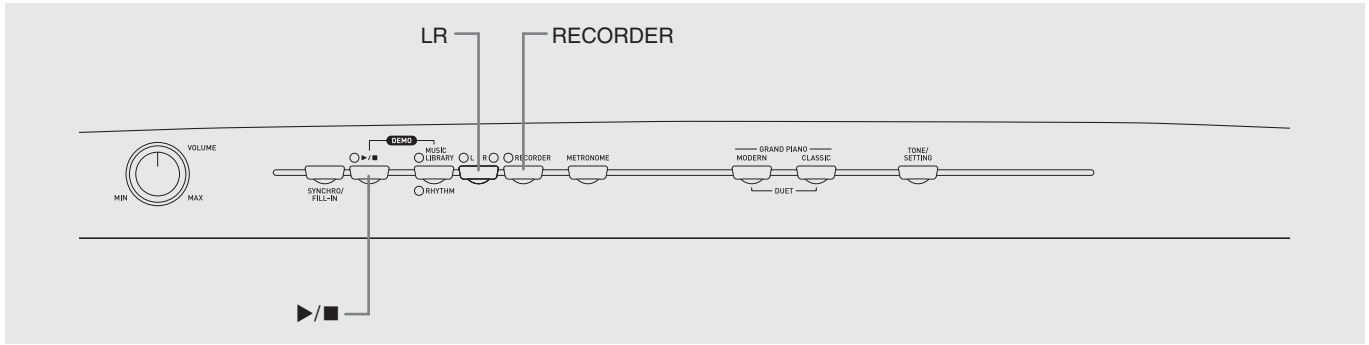 LR
RECORDER
VOLUME
MIN
MAX
SYNCHRO/
FILL-IN
▶/■
DEMO
MUSIC
LIBRARY
RHYTHM
L R
RECORDER
METRONOME
GRAND PIANO
MODERN
CLASSIC
DUET
TONE/
SETTING
▶/■